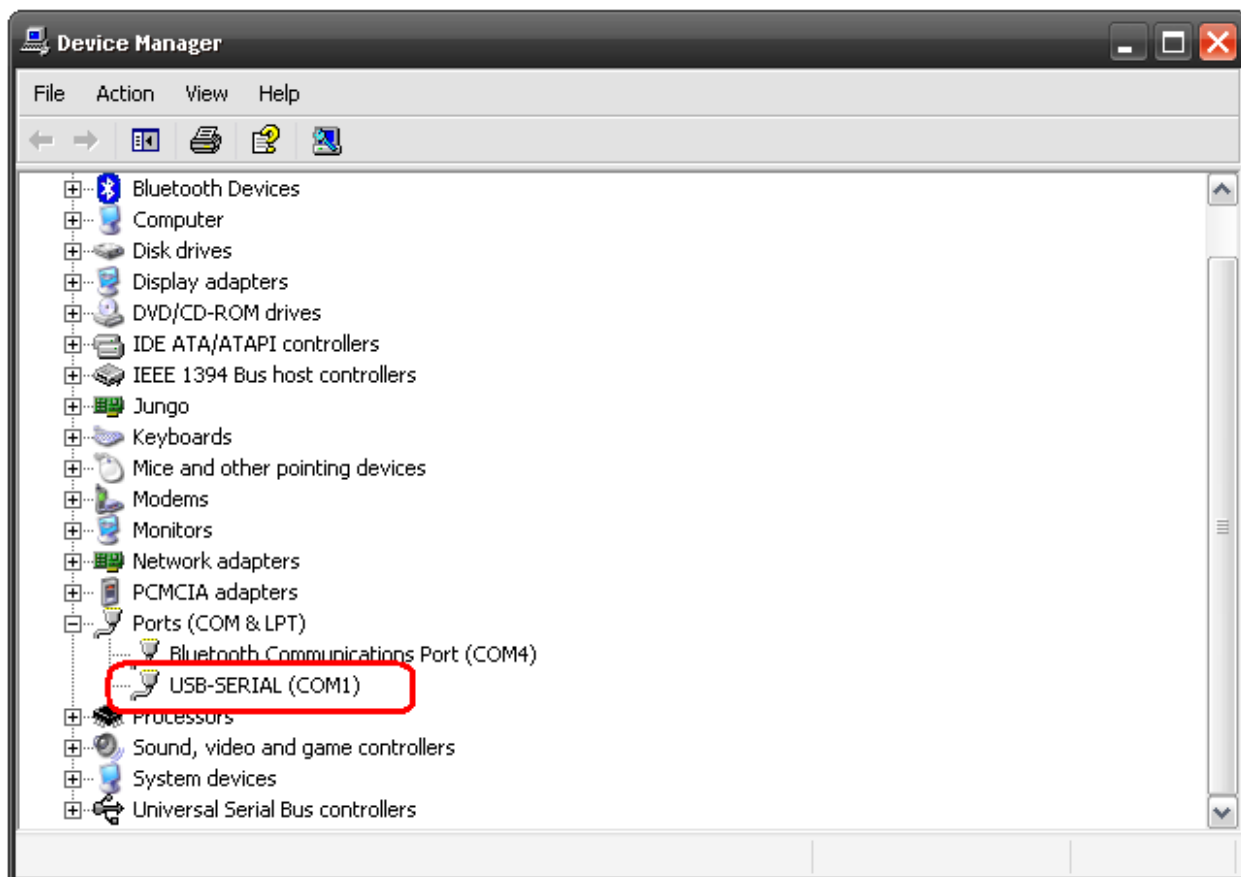 Device Manager
File Action View Help
Bluetooth Devices
Computer
Disk drives
Display adapters
DVD/CD-ROM drives
IDE ATA/ATAPI controllers
IEEE 1394 Bus host controllers
Jungo
Keyboards
Mice and other pointing devices
Modems
Monitors
Network adapters
PCMCIA adapters
Ports (COM & LPT)
Bluetooth Communications Port (COM4)
USB-SERIAL (COM1)
Processors
Sound, video and game controllers
System devices
Universal Serial Bus controllers